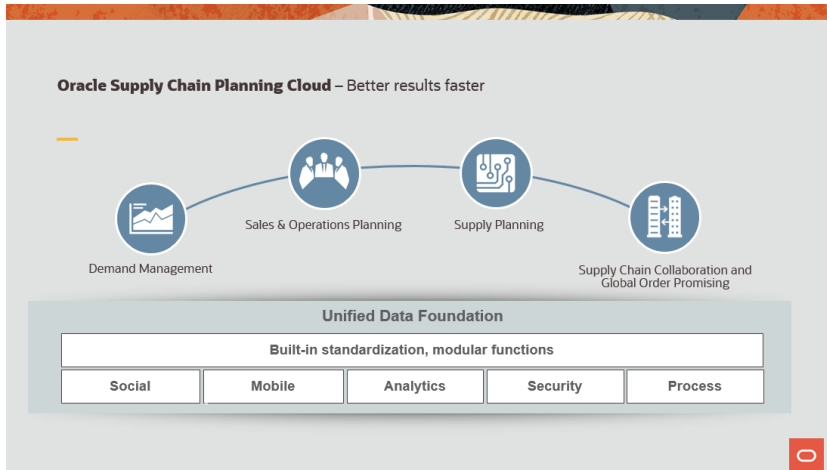 Oracle Supply Chain Planning Cloud – Better results faster
Sales & Operations Planning
Supply Planning
Demand Management
Supply Chain Collaboration and
Global Order Promising
Unified Data Foundation
Built-in standardization, modular functions
Social
Mobile
Analytics
Security
Process